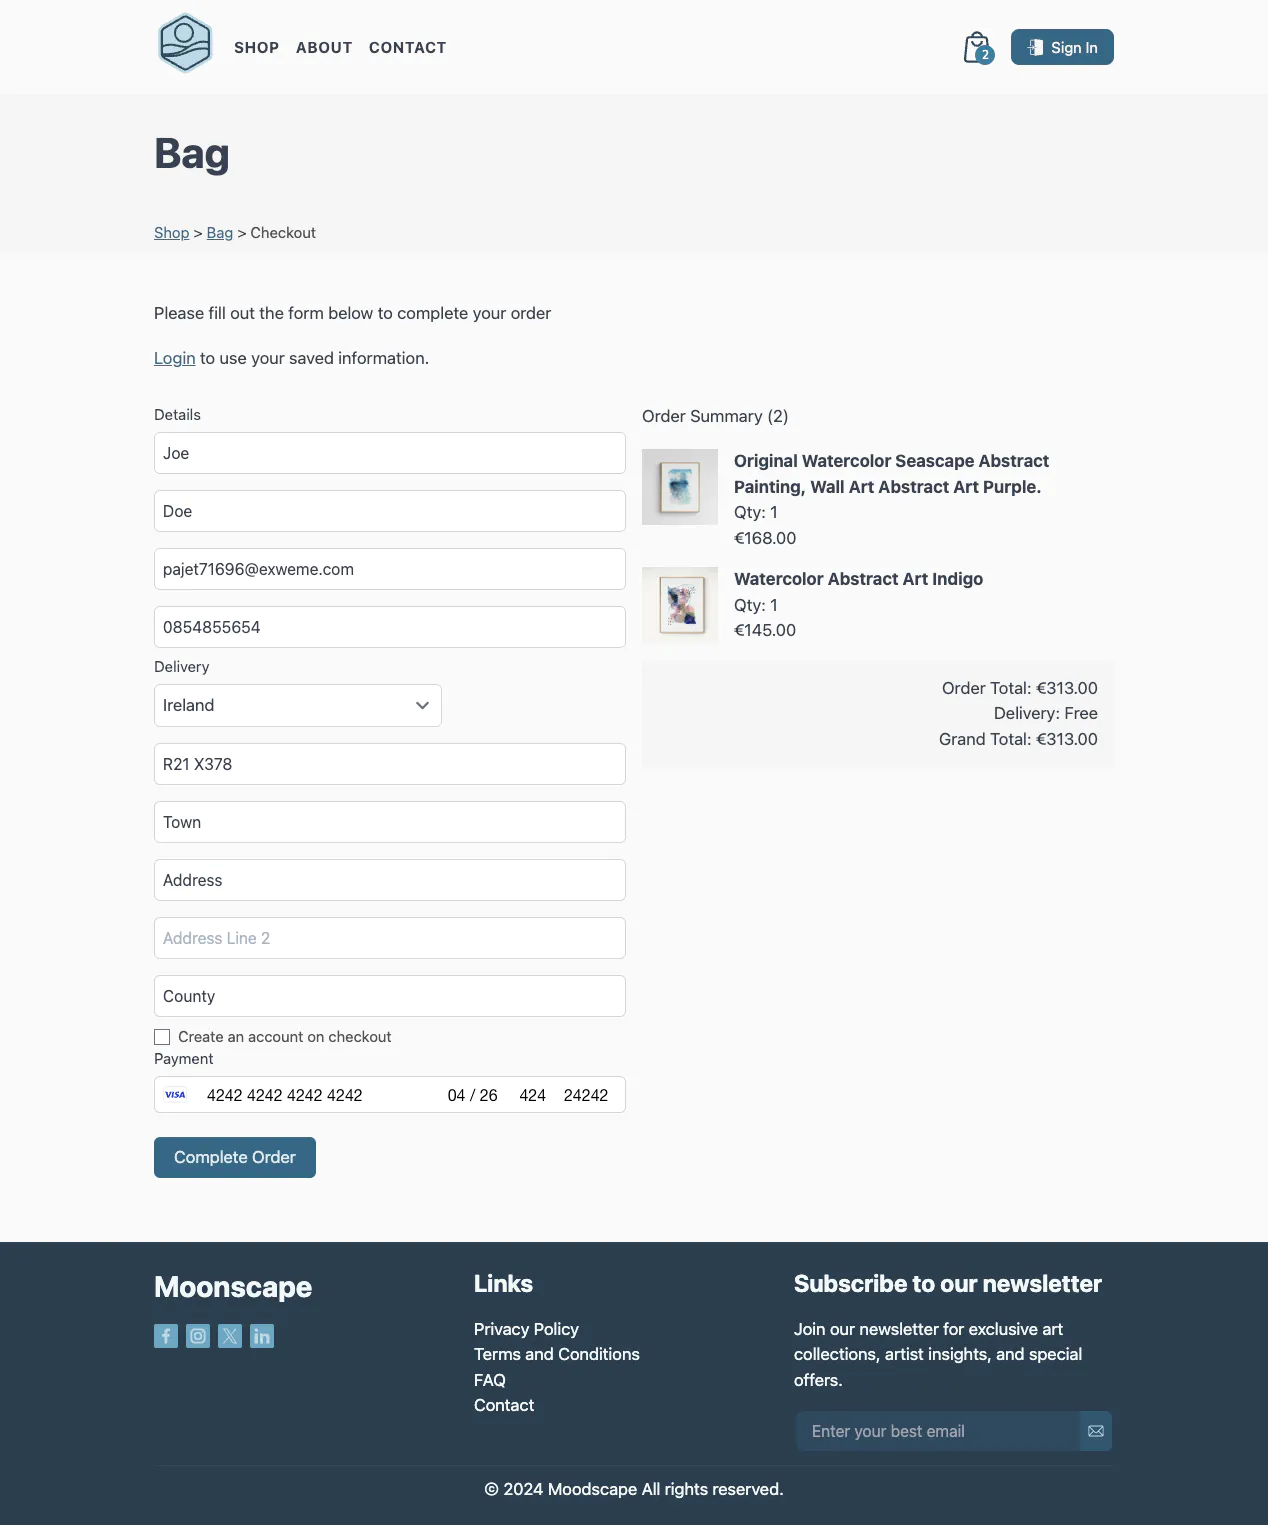 SHOP ABOUT CONTACT
2
Sign In
Bag
Shop > Bag > Checkout
Please fill out the form below to complete your order
Login to use your saved information.
Details
Joe
Doe
pajet71696@exweme.com
0854855654
Delivery
Ireland
R21 X378
Town
Address
Address Line 2
County
Create an account on checkout
Payment
VISA 4242 4242 4242 4242 04 / 26 424 24242
Complete Order
Order Summary (2)
Original Watercolor Seascape Abstract
Painting, Wall Art Abstract Art Purple.
Qty: 1
€168.00
Watercolor Abstract Art Indigo
Qty: 1
€145.00
Order Total: €313.00
Delivery: Free
Grand Total: €313.00
Moonscape
Links
Privacy Policy
Terms and Conditions
FAQ
Contact
Subscribe to our newsletter
Join our newsletter for exclusive art
collections, artist insights, and special
offers.
Enter your best email
© 2024 Moodscape All rights reserved.